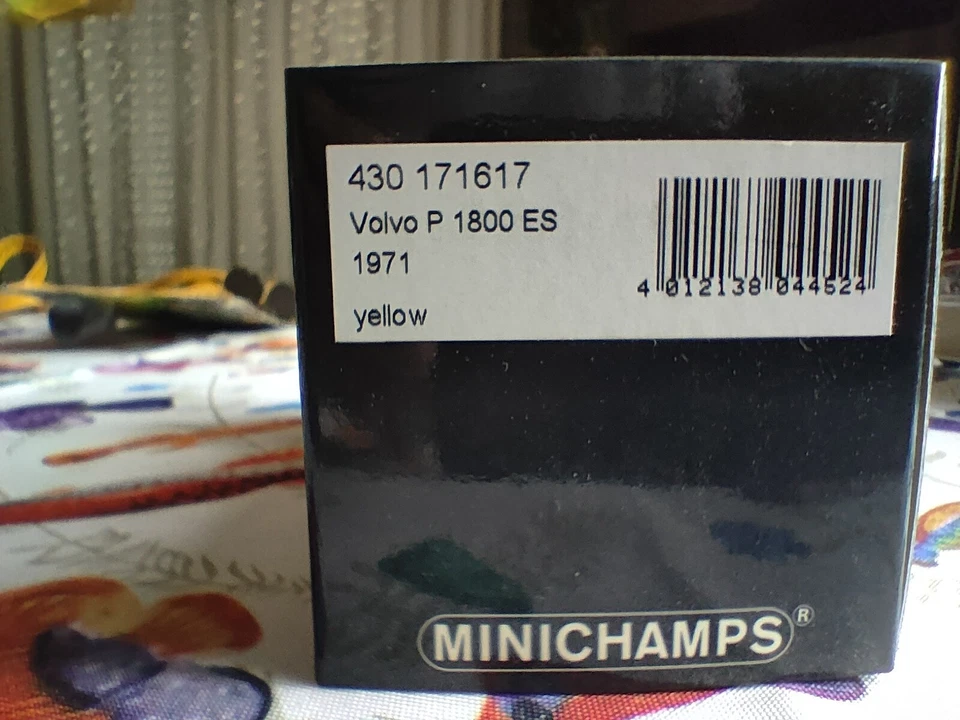 430 171617
Volvo P 1800 ES
1971
yellow
4 012138 044524
MINICHAMPS®